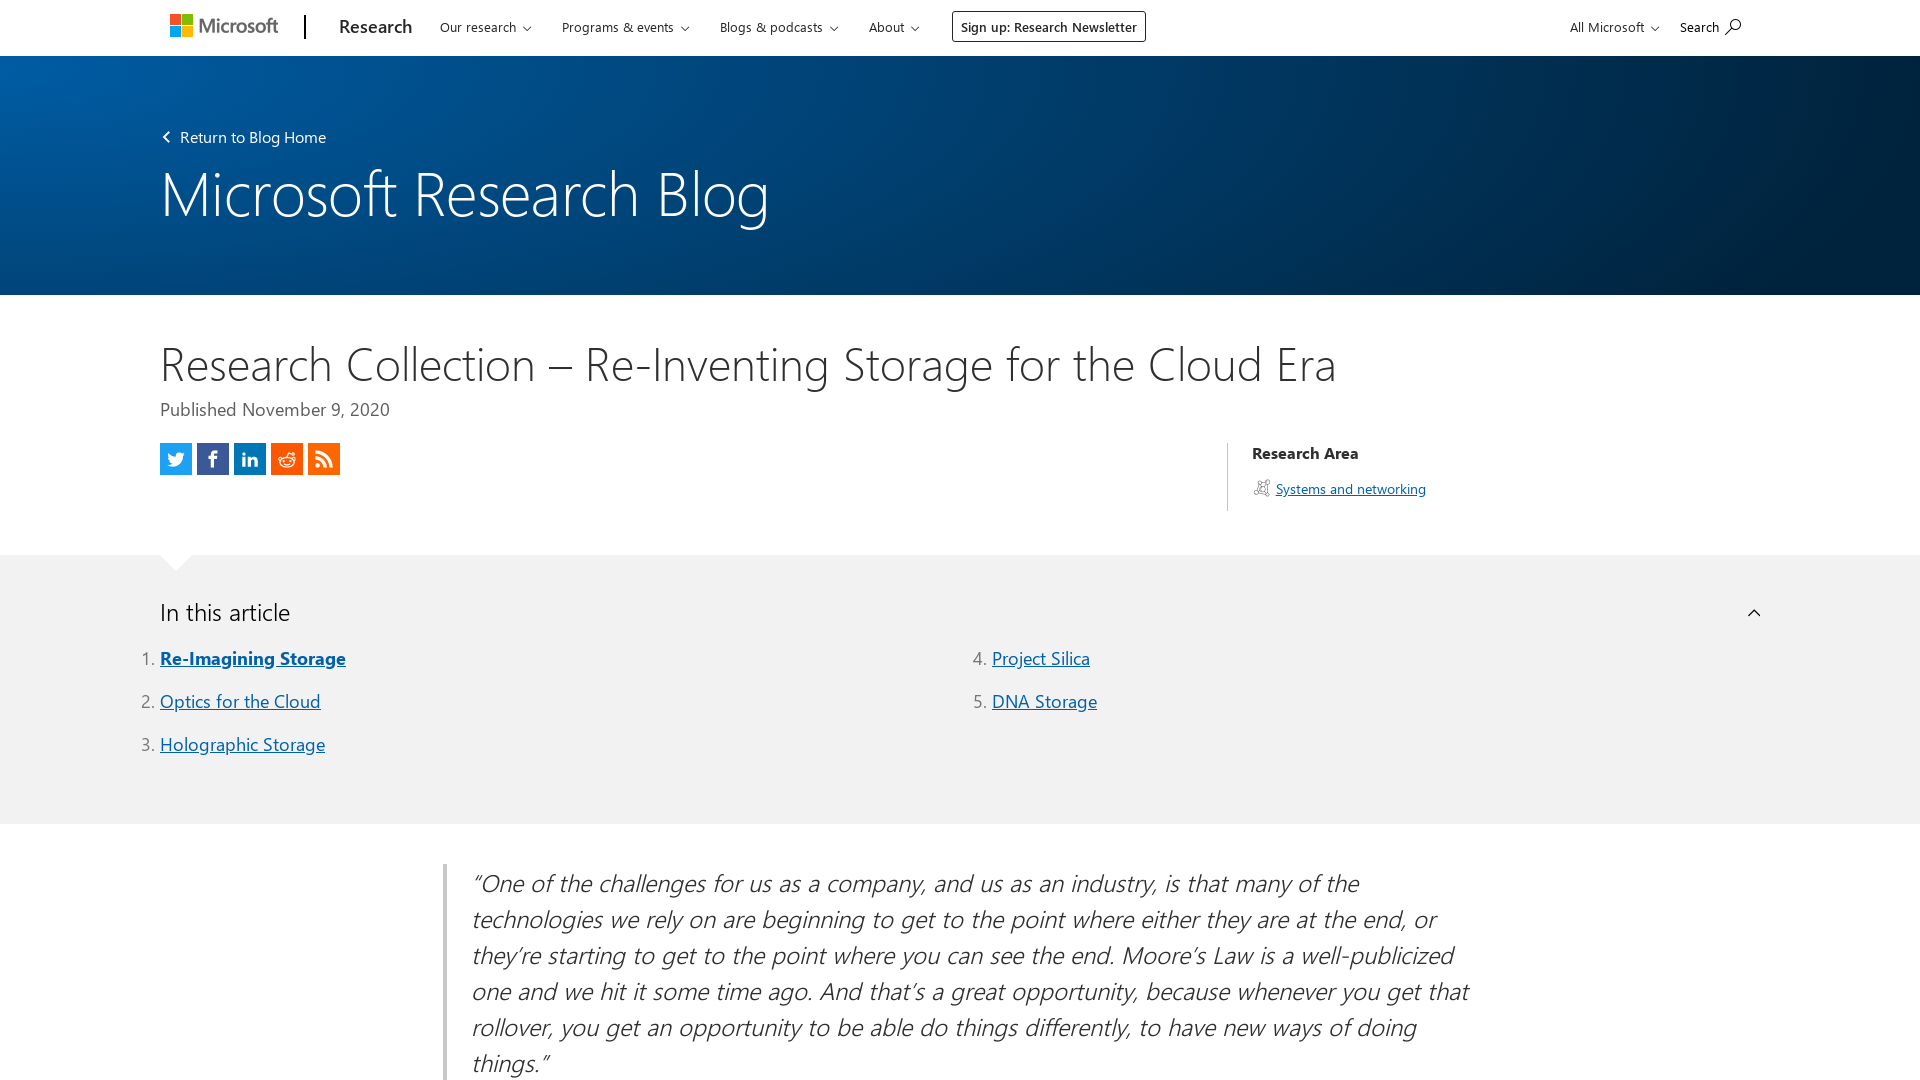 Microsoft
Research
Our research
Programs & events
Blogs & podcasts
About
Sign up: Research Newsletter
All Microsoft
Search
Return to Blog Home
Microsoft Research Blog
Research Collection – Re-Inventing Storage for the Cloud Era
Published November 9, 2020
Research Area
Systems and networking
In this article
1. Re-Imagining Storage
2. Optics for the Cloud
3. Holographic Storage
4. Project Silica
5. DNA Storage
“One of the challenges for us as a company, and us as an industry, is that many of the
technologies we rely on are beginning to get to the point where either they are at the end, or
they’re starting to get to the point where you can see the end. Moore’s Law is a well-publicized
one and we hit it some time ago. And that’s a great opportunity, because whenever you get that
rollover, you get an opportunity to be able do things differently, to have new ways of doing
things.”